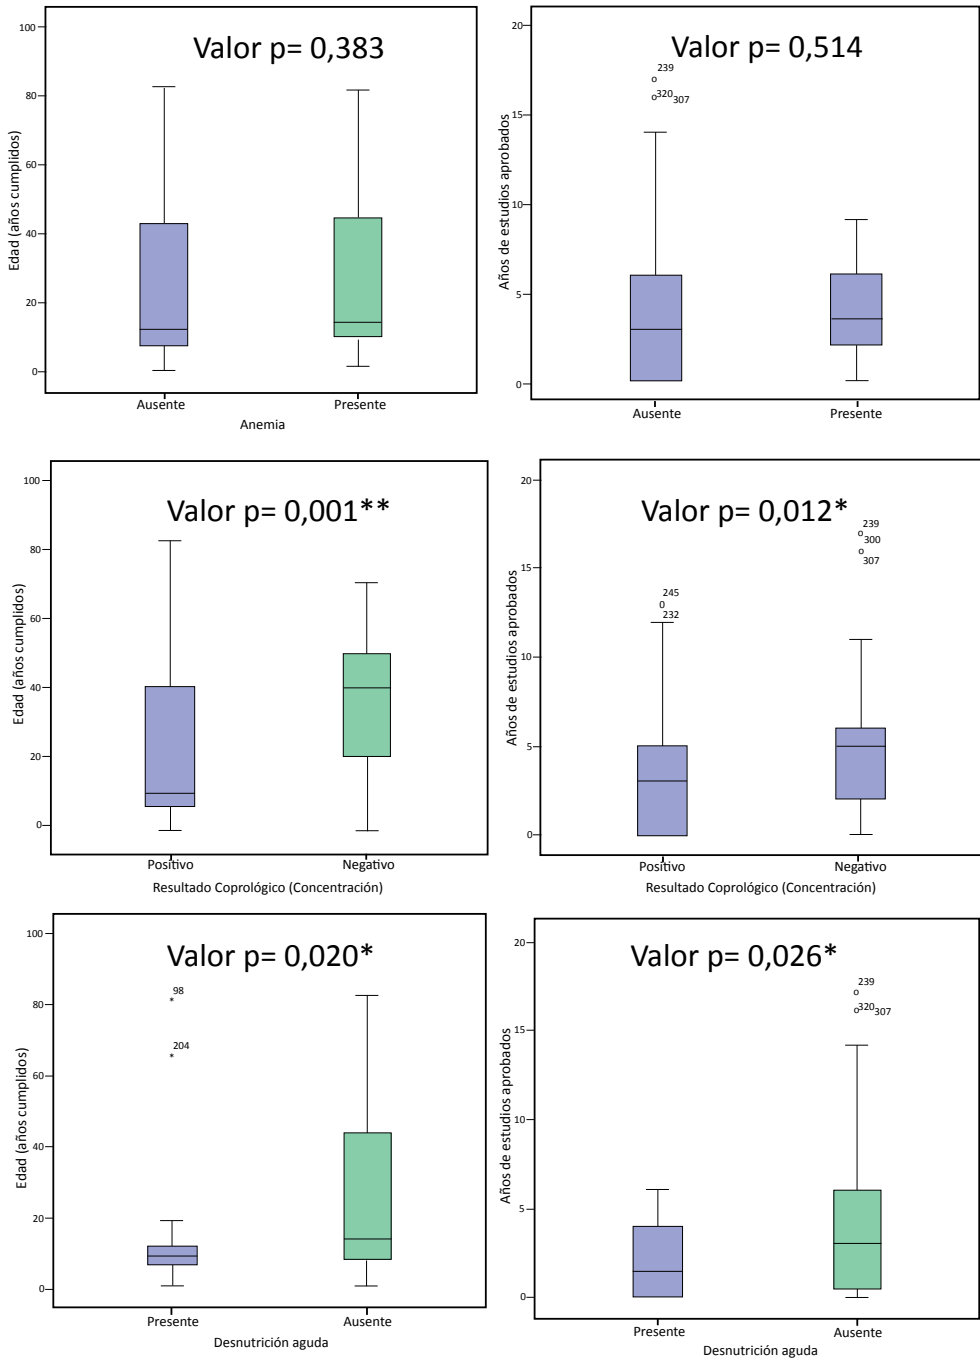 Valor p= 0,383
100
80
60
40
20
0
Edad (años cumplidos)
Ausente
Presente
Anemia
Valor p= 0,514
20
15
10
5
0
Años de estudios aprobados
239
320
307
Ausente
Presente
Valor p= 0,001**
100
80
60
40
20
0
Edad (años cumplidos)
Positivo
Negativo
Resultado Coprológico (Concentración)
Valor p= 0,012*
20
15
10
5
0
Años de estudios aprobados
245
232
239
300
307
Positivo
Negativo
Resultado Coprológico (Concentración)
Valor p= 0,020*
100
80
60
40
20
0
Edad (años cumplidos)
98
204
Presente
Ausente
Desnutrición aguda
Valor p= 0,026*
20
15
10
5
0
Años de estudios aprobados
239
320
307
Presente
Ausente
Desnutrición aguda